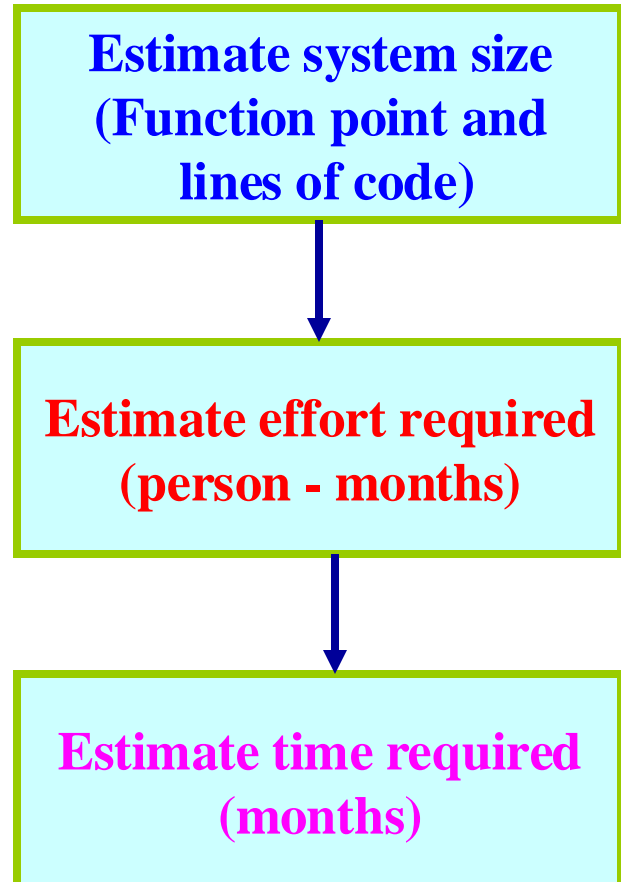 Estimate system size
(Function point and
lines of code)
Estimate effort required
(person - months)
Estimate time required
(months)